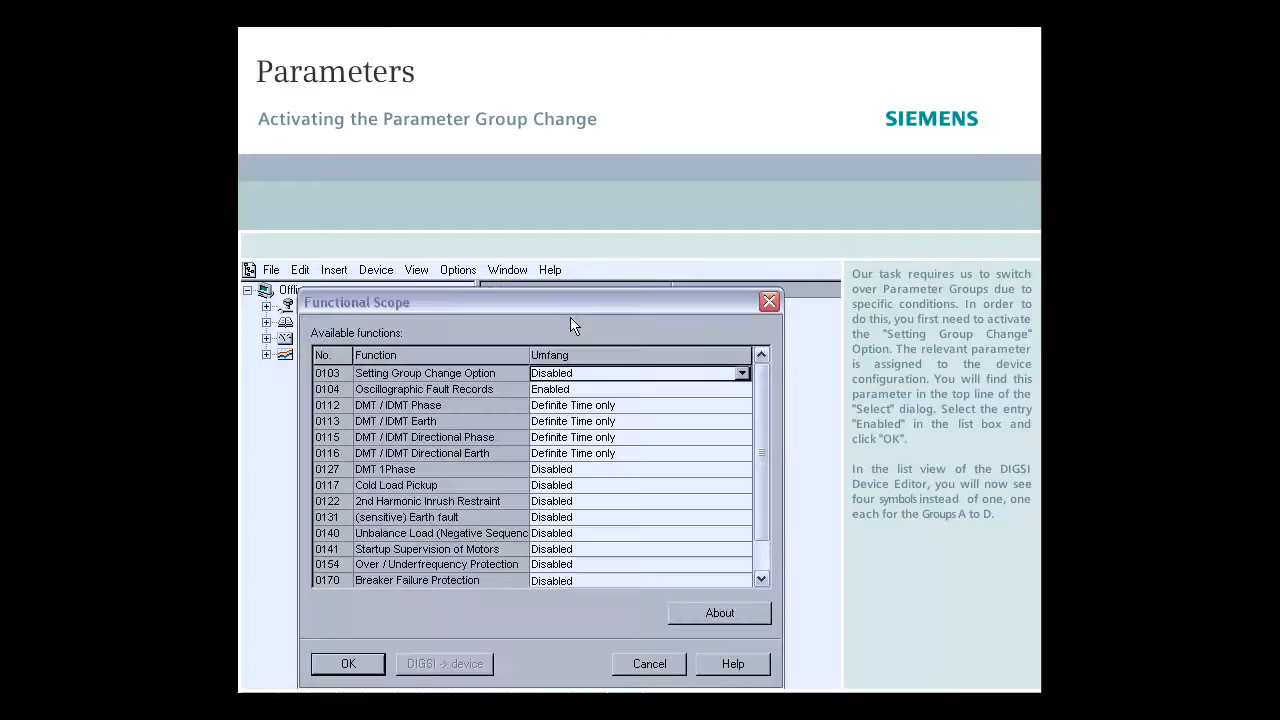 Parameters
Activating the Parameter Group Change
SIEMENS
File Edit Insert Device View Options Window Help
Functional Scope
Available functions:
No. Function Umfang
0103 Setting Group Change Option Disabled
0104 Oscillographic Fault Records Enabled
0112 DMT / IDMT Phase Definite Time only
0113 DMT / IDMT Earth Definite Time only
0115 DMT / IDMT Directional Phase Definite Time only
0116 DMT / IDMT Directional Earth Definite Time only
0127 DMT 1Phase Disabled
0117 Cold Load Pickup Disabled
0122 2nd Harmonic Inrush Restraint Disabled
0131 (sensitive) Earth fault Disabled
0140 Unbalance Load (Negative Sequenc Disabled
0141 Startup Supervision of Motors Disabled
0154 Over / Underfrequency Protection Disabled
0170 Breaker Failure Protection Disabled
About
OK DIGSI -> device Cancel Help
Our task requires us to switch
over Parameter Groups due to
specific conditions. In order to
do this, you first need to activate
the "Setting Group Change"
Option. The relevant parameter
is assigned to the device
configuration. You will find this
parameter in the top line of the
"Select" dialog. Select the entry
"Enabled" in the list box and
click "OK".
In the list view of the DIGSI
Device Editor, you will now see
four symbols instead of one, one
each for the Groups A to D.